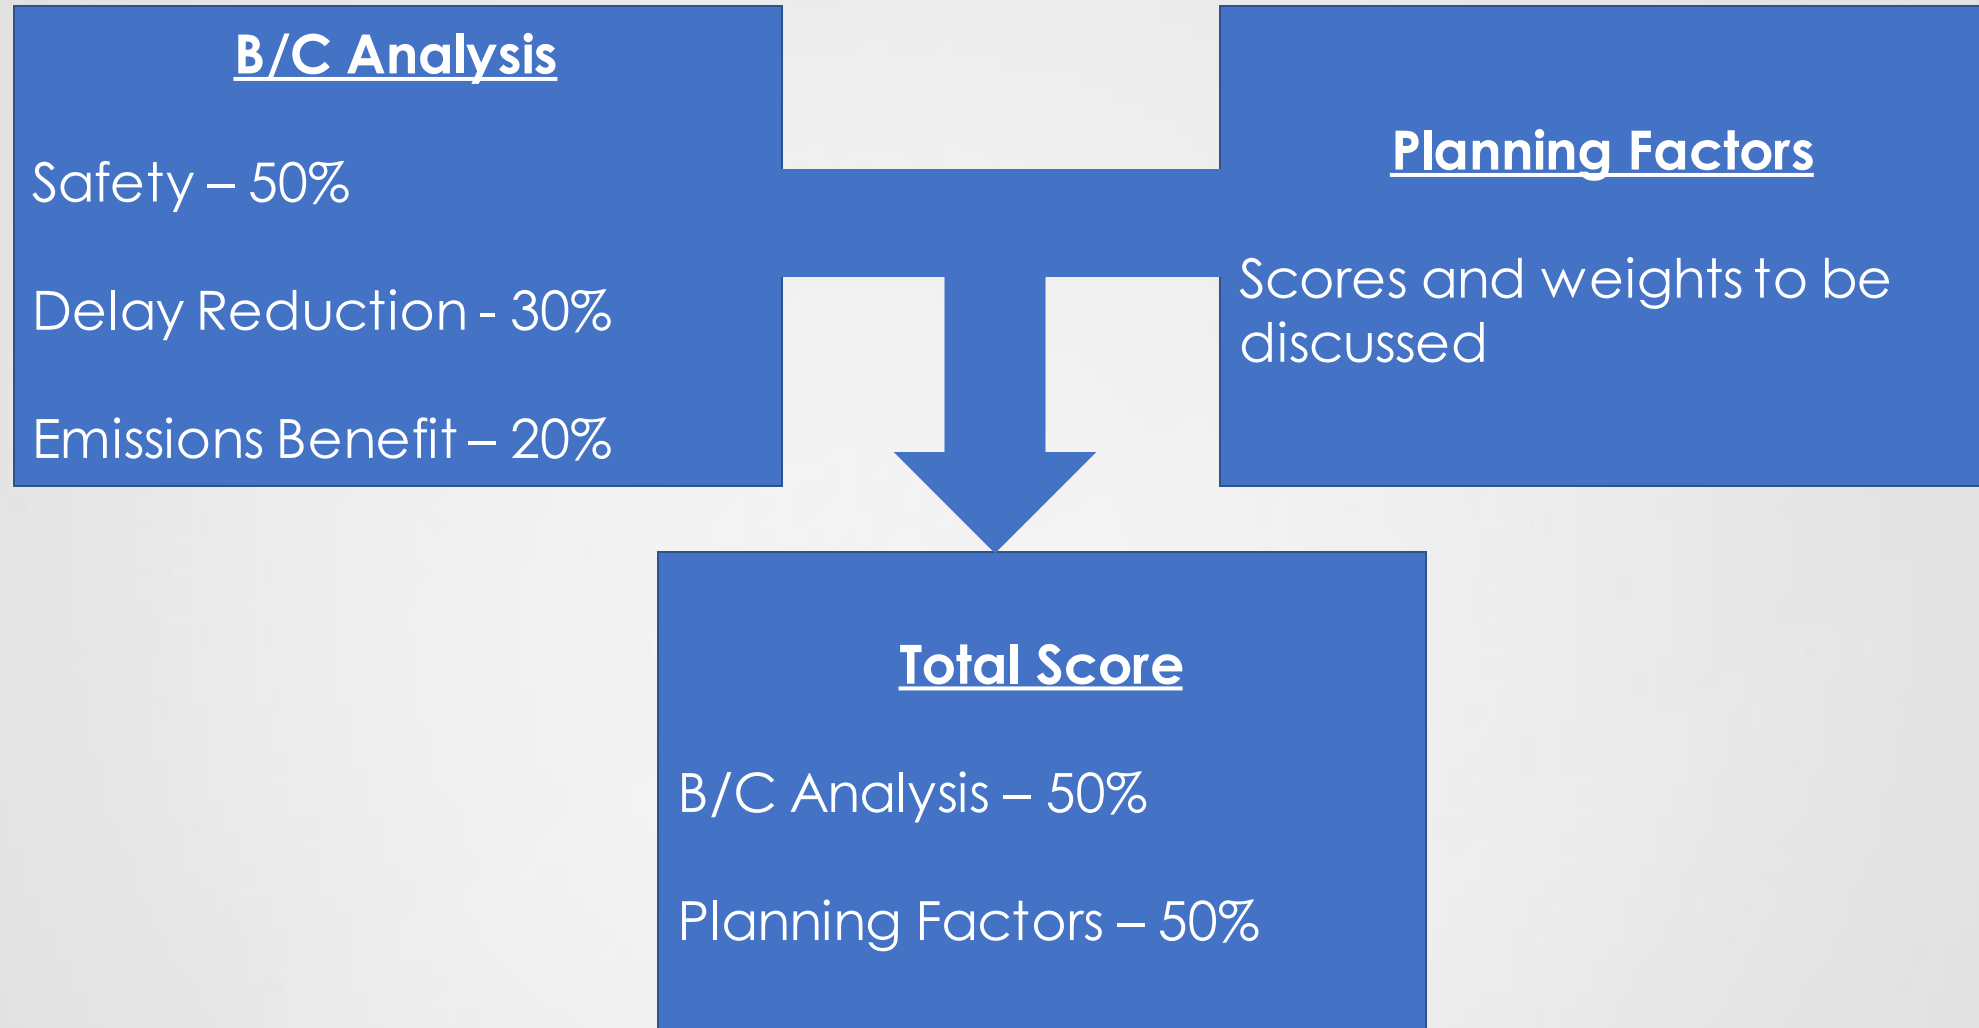 B/C Analysis
Safety – 50%
Delay Reduction - 30%
Emissions Benefit – 20%
Planning Factors
Scores and weights to be
discussed
Total Score
B/C Analysis – 50%
Planning Factors – 50%